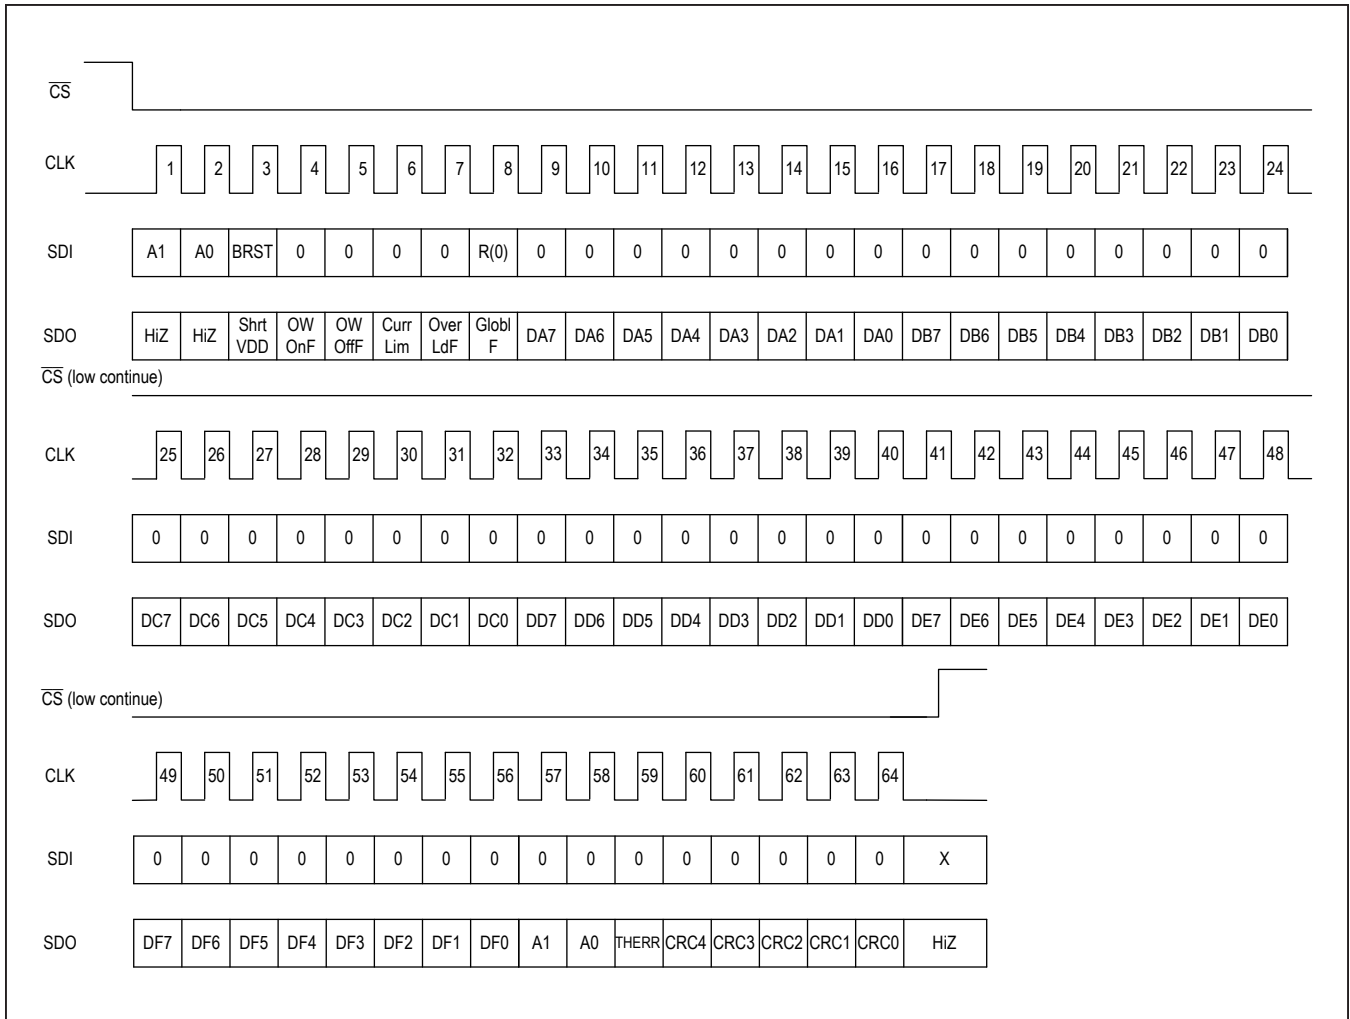 CS
CLK 1 2 3 4 5 6 7 8 9 10 11 12 13 14 15 16 17 18 19 20 21 22 23 24
SDI A1 A0 BRST 0 0 0 0 R(0) 0 0 0 0 0 0 0 0 0 0 0 0 0 0 0 0
SDO HiZ HiZ Shrt VDD OW OnF OW OffF Curr Lim Over LdF Globl F DA7 DA6 DA5 DA4 DA3 DA2 DA1 DA0 DB7 DB6 DB5 DB4 DB3 DB2 DB1 DB0
CS (low continue)
CLK 25 26 27 28 29 30 31 32 33 34 35 36 37 38 39 40 41 42 43 44 45 46 47 48
SDI 0 0 0 0 0 0 0 0 0 0 0 0 0 0 0 0 0 0 0 0 0 0 0 0
SDO DC7 DC6 DC5 DC4 DC3 DC2 DC1 DC0 DD7 DD6 DD5 DD4 DD3 DD2 DD1 DD0 DE7 DE6 DE5 DE4 DE3 DE2 DE1 DE0
CS (low continue)
CLK 49 50 51 52 53 54 55 56 57 58 59 60 61 62 63 64
SDI 0 0 0 0 0 0 0 0 0 0 0 0 0 0 0 0 X
SDO DF7 DF6 DF5 DF4 DF3 DF2 DF1 DF0 A1 A0 THERR CRC4 CRC3 CRC2 CRC1 CRC0 HiZ